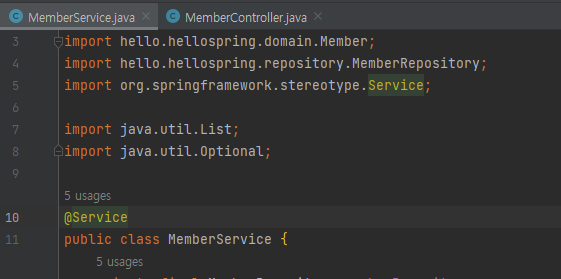 MemberService.java MemberController.java
3 import hello.hellospring.domain.Member;
4 import hello.hellospring.repository.MemberRepository;
5 import org.springframework.stereotype.Service;
6
7 import java.util.List;
8 import java.util.Optional;
9
5 usages
10 @Service
11 public class MemberService {
5 usages